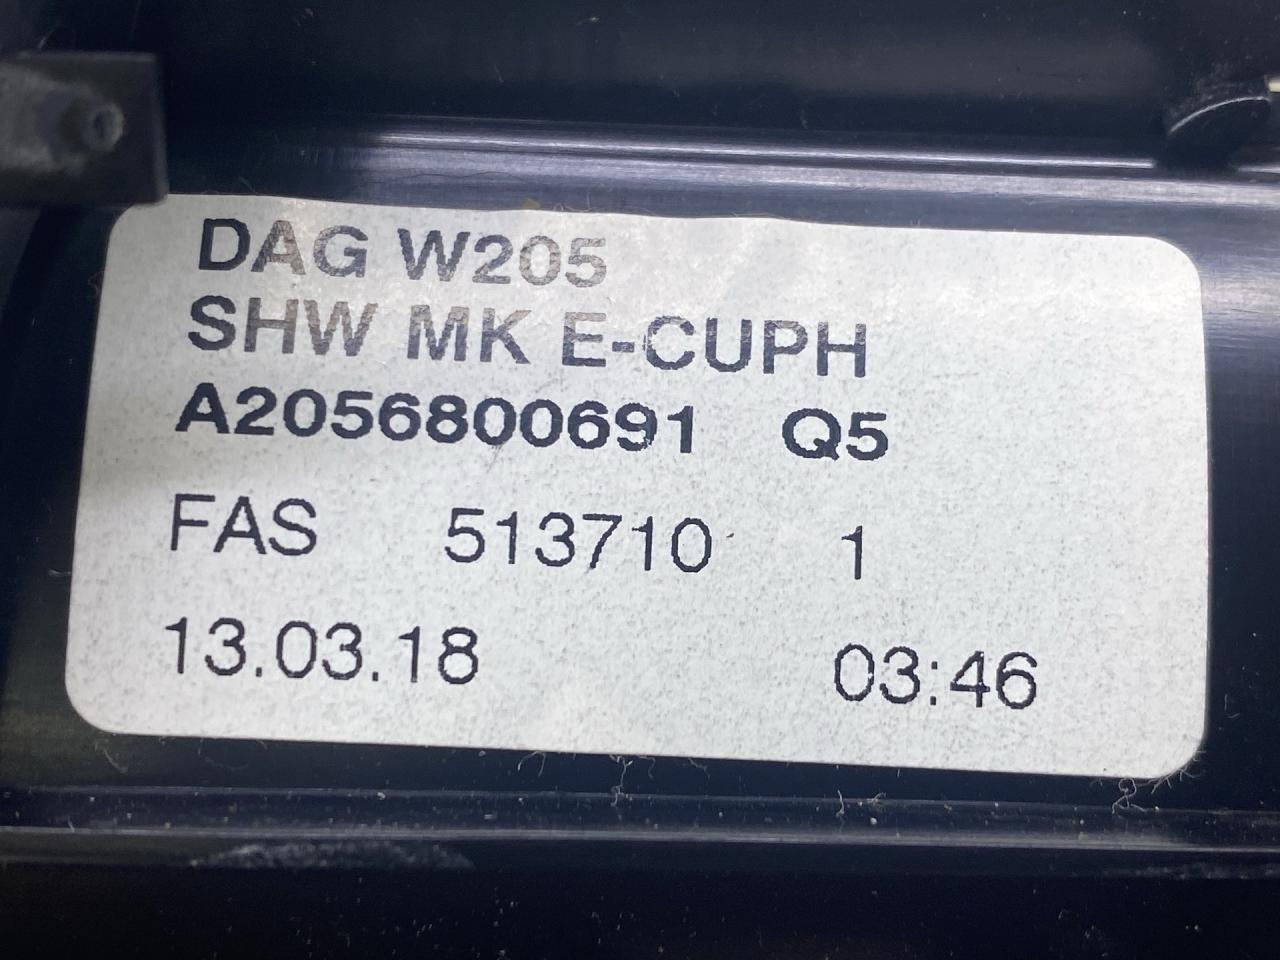 DAG W205
SHW MK E-CUPH
A2056800691 Q5
FAS 513710 1
13.03.18 03:46